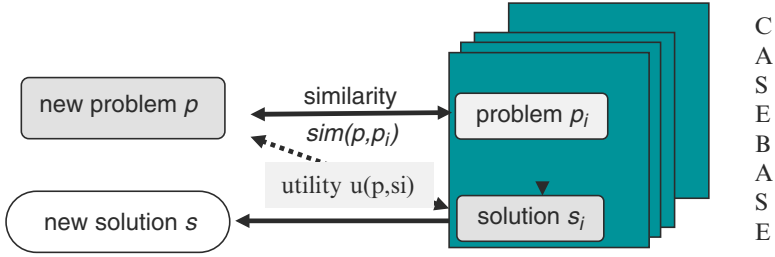 new problem p
similarity
sim(p,pi)
problem pi
utility u(p,si)
new solution s
solution si
C
A
S
E
B
A
S
E